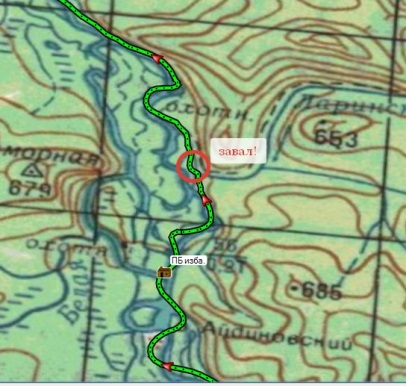 охотн.
Ларинск
завал!
653
морная
679
охотн
ПБ изба.
685
Айдиновский